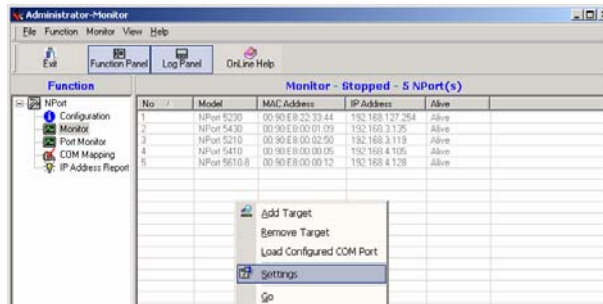 Administrator-Monitor
File Function Monitor View Help
Exit Function Panel Log Panel OnLine Help
Function
Monitor - Stopped - 5 NPort(s)
NPort
Configuration
Monitor
Port Monitor
COM Mapping
IP Address Report
No / Model MAC Address IP Address Alive
1 NPort 5230 00:90:E8:22:33:44 192.168.127.254 Alive
2 NPort 5430 00:90:E8:00:01:09 192.168.3.135 Alive
3 NPort 5210 00:90:E8:00:02:50 192.168.3.119 Alive
4 NPort 5410 00:90:E8:00:00:05 192.168.4.105 Alive
5 NPort 5610-8 00:90:E8:00:00:12 192.168.4.128 Alive
Add Target
Remove Target
Load Configured COM Port
Settings
Go